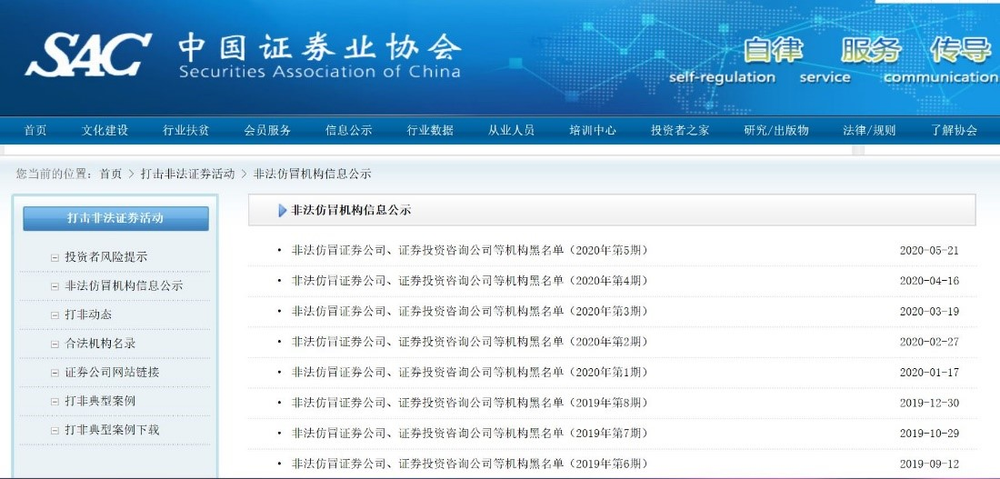 SAC 中国证券业协会
Securities Association of China
自律 服务 传导
self-regulation service communication
首页 文化建设 行业扶贫 会员服务 信息公示 行业数据 从业人员 培训中心 投资者之家 研究/出版物 法律/规则 了解协会
您当前的位置：首页 > 打击非法证券活动 > 非法仿冒机构信息公示
打击非法证券活动
投资者风险提示
非法仿冒机构信息公示
打非动态
合法机构名录
证券公司网站链接
打非典型案例
打非典型案例下载
非法仿冒机构信息公示
• 非法仿冒证券公司、证券投资咨询公司等机构黑名单（2020年第5期） 2020-05-21
• 非法仿冒证券公司、证券投资咨询公司等机构黑名单（2020年第4期） 2020-04-16
• 非法仿冒证券公司、证券投资咨询公司等机构黑名单（2020年第3期） 2020-03-19
• 非法仿冒证券公司、证券投资咨询公司等机构黑名单（2020年第2期） 2020-02-27
• 非法仿冒证券公司、证券投资咨询公司等机构黑名单（2020年第1期） 2020-01-17
• 非法仿冒证券公司、证券投资咨询公司等机构黑名单（2019年第8期） 2019-12-30
• 非法仿冒证券公司、证券投资咨询公司等机构黑名单（2019年第7期） 2019-10-29
• 非法仿冒证券公司、证券投资咨询公司等机构黑名单（2019年第6期） 2019-09-12